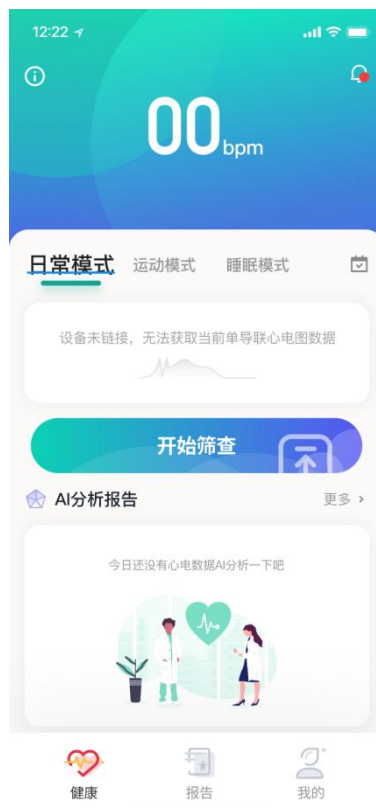 12:22
00bpm
日常模式 运动模式 睡眠模式
设备未链接，无法获取当前单导联心电图数据
开始筛查
AI分析报告 更多 >
今日还没有心电数据AI分析一下吧
健康 报告 我的